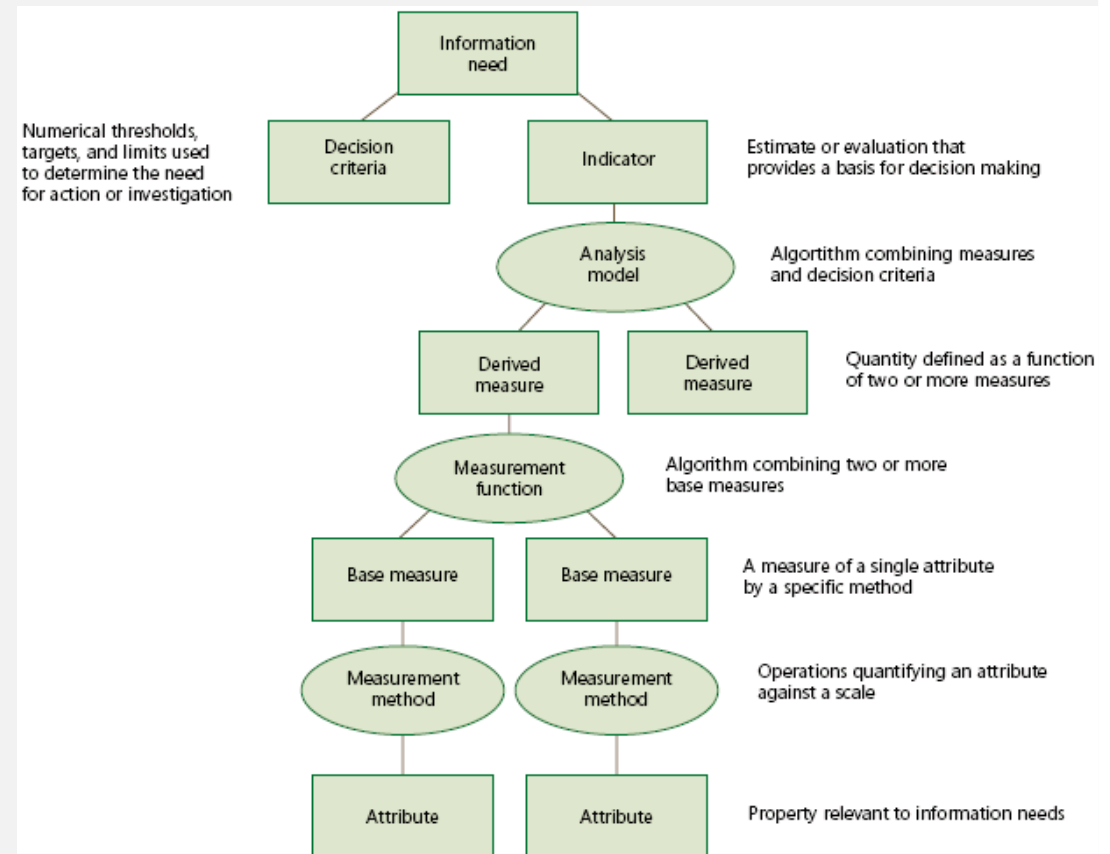 Information
need
Numerical thresholds,
targets, and limits used
to determine the need
for action or investigation
Decision
criteria
Indicator
Estimate or evaluation that
provides a basis for decision making
Analysis
model
Algortithm combining measures
and decision criteria
Derived
measure
Derived
measure
Quantity defined as a function
of two or more measures
Measurement
function
Algorithm combining two or more
base measures
Base measure
Base measure
A measure of a single attribute
by a specific method
Measurement
method
Measurement
method
Operations quantifying an attribute
against a scale
Attribute
Attribute
Property relevant to information needs